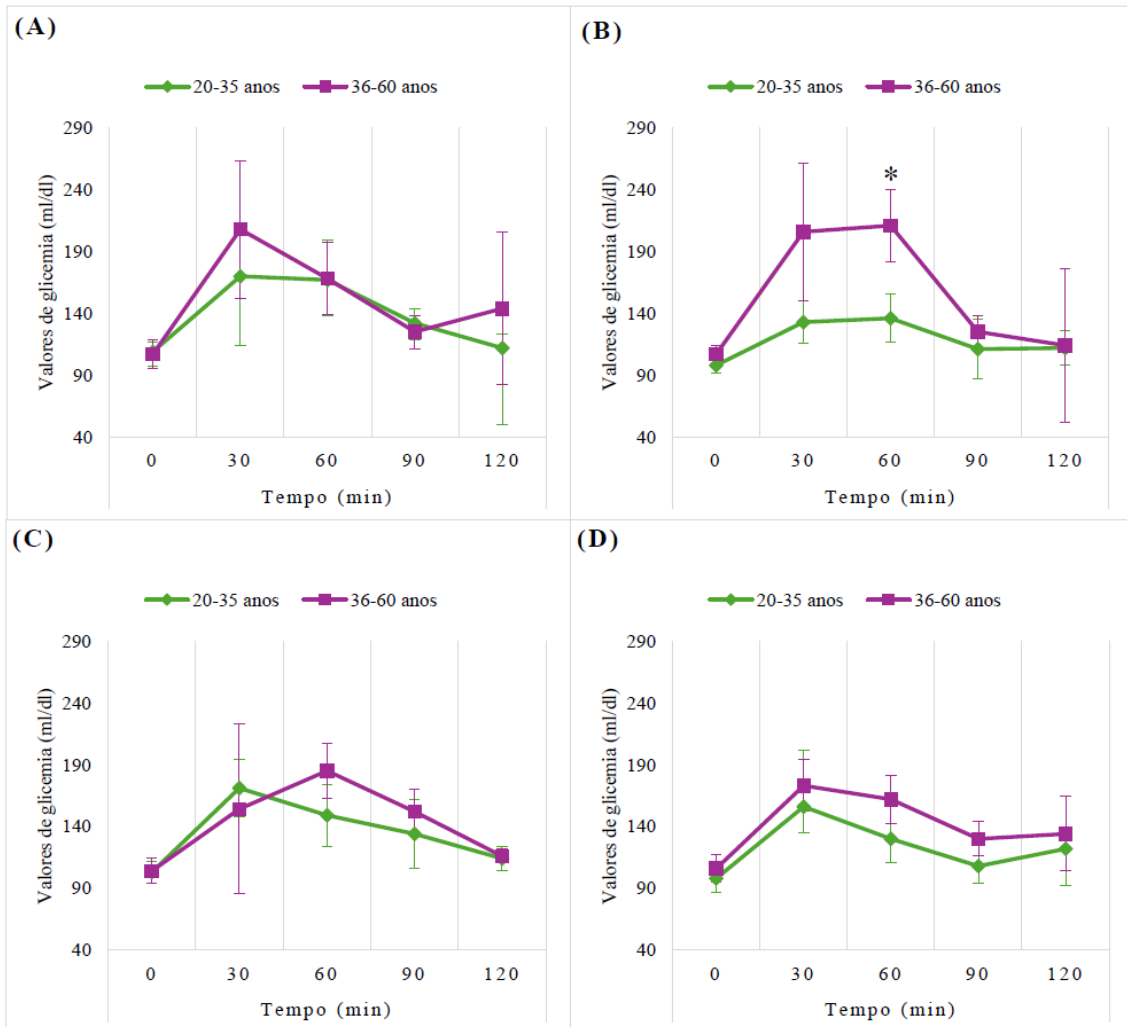 (A)
20-35 anos 36-60 anos
Valores de glicemia (ml/dl)
290
240
190
140
90
40
0 30 60 90 120
Tempo (min)
(B)
20-35 anos 36-60 anos
Valores de glicemia (ml/dl)
290
240
190
140
90
40
*
0 30 60 90 120
Tempo (min)
(C)
20-35 anos 36-60 anos
Valores de glicemia (ml/dl)
290
240
190
140
90
40
0 30 60 90 120
Tempo (min)
(D)
20-35 anos 36-60 anos
Valores de glicemia (ml/dl)
290
240
190
140
90
40
0 30 60 90 120
Tempo (min)